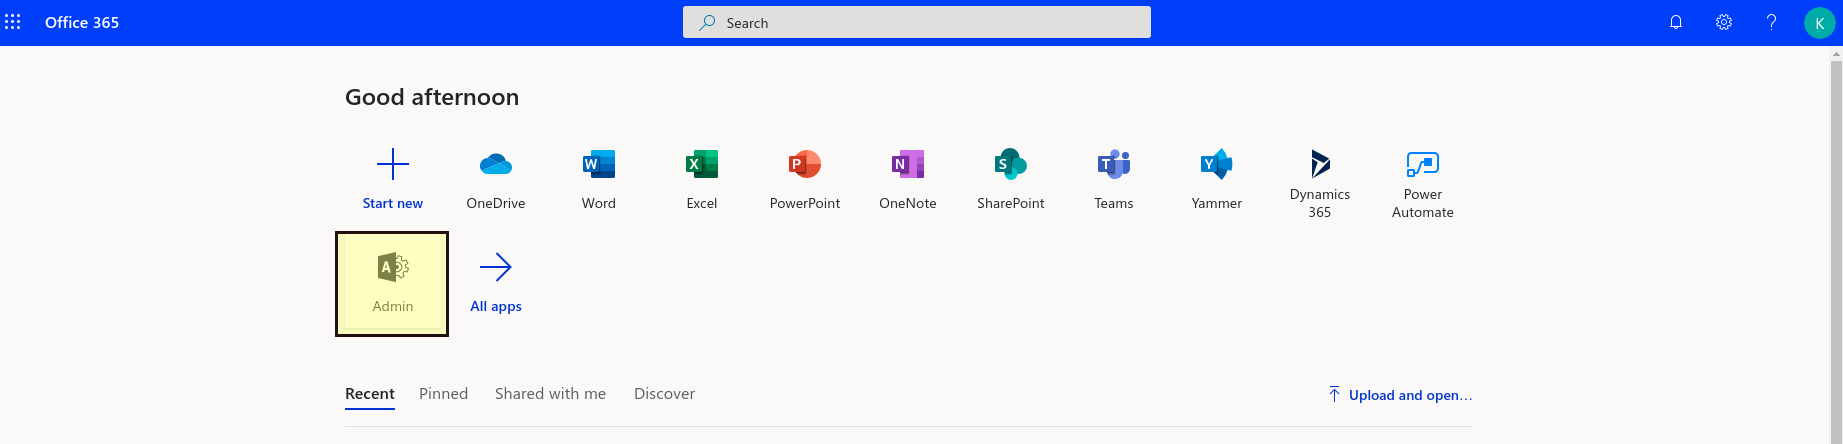 Office 365
Search
K
Good afternoon
Start new
OneDrive
Word
Excel
PowerPoint
OneNote
SharePoint
Teams
Yammer
Dynamics
365
Power
Automate
Admin
All apps
Recent
Pinned
Shared with me
Discover
Upload and open...